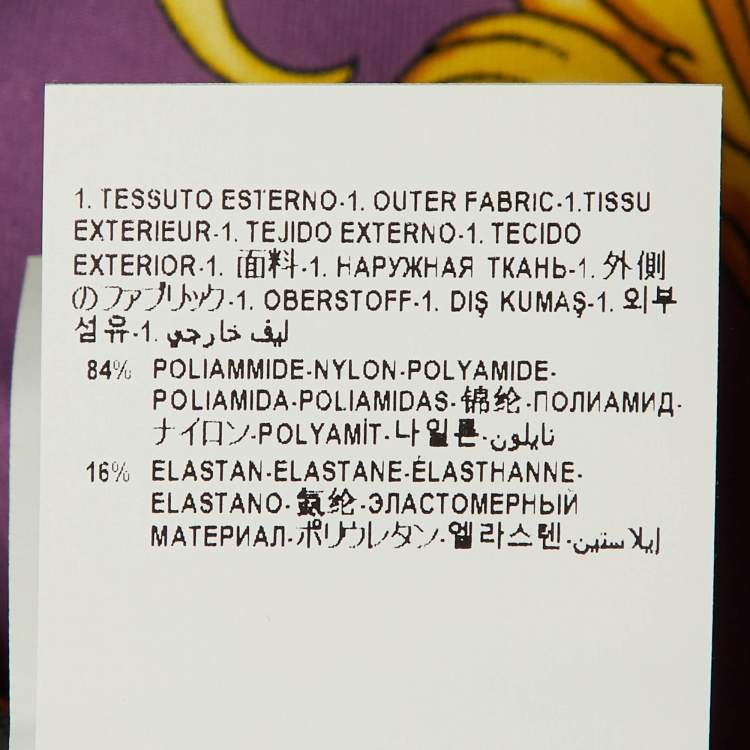 1. TESSUTO ESTERNO-1. OUTER FABRIC-1.TISSU
EXTERIEUR-1. TEJIDO EXTERNO-1. TECIDO
EXTERIOR-1. 面料-1. НАРУЖНАЯ ТКАНЬ-1. 外側
のファブリック-1. OBERSTOFF-1. DIŞ KUMAŞ-1. 외부
섬유-1. ليف خارجي
84% POLIAMMIDE-NYLON-POLYAMIDE-
POLIAMIDA-POLIAMIDAS-锦纶-ПОЛИАМИД-
ナイロン-POLYAMİT-나일론-نايلون
16% ELASTAN-ELASTANE-ÉLASTHANNE-
ELASTANO-氨纶-ЭЛАСТОМЕРНЫЙ
МАТЕРИАЛ-ポリウレタン-엘라스텐-إيلاستين